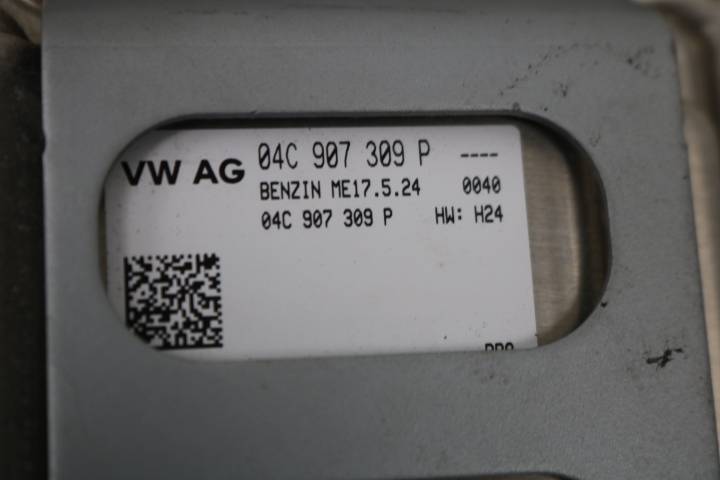 VW AG 04C 907 309 P ----
BENZIN ME17.5.24 0040
04C 907 309 P HW: H24